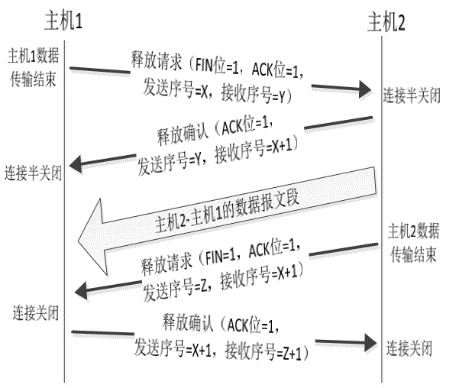 主机1
主机2
主机1数据
传输结束
释放请求（FIN位=1，ACK位=1，
发送序号=X，接收序号=Y）
连接半关闭
释放确认（ACK位=1，
发送序号=Y，接收序号=X+1）
连接半关闭
主机2-主机1的数据报文段
主机2数据
传输结束
释放请求（FIN=1，ACK位=1，
发送序号=Z，接收序号=X+1）
连接关闭
释放确认（ACK位=1，
发送序号=X+1，接收序号=Z+1）
连接关闭